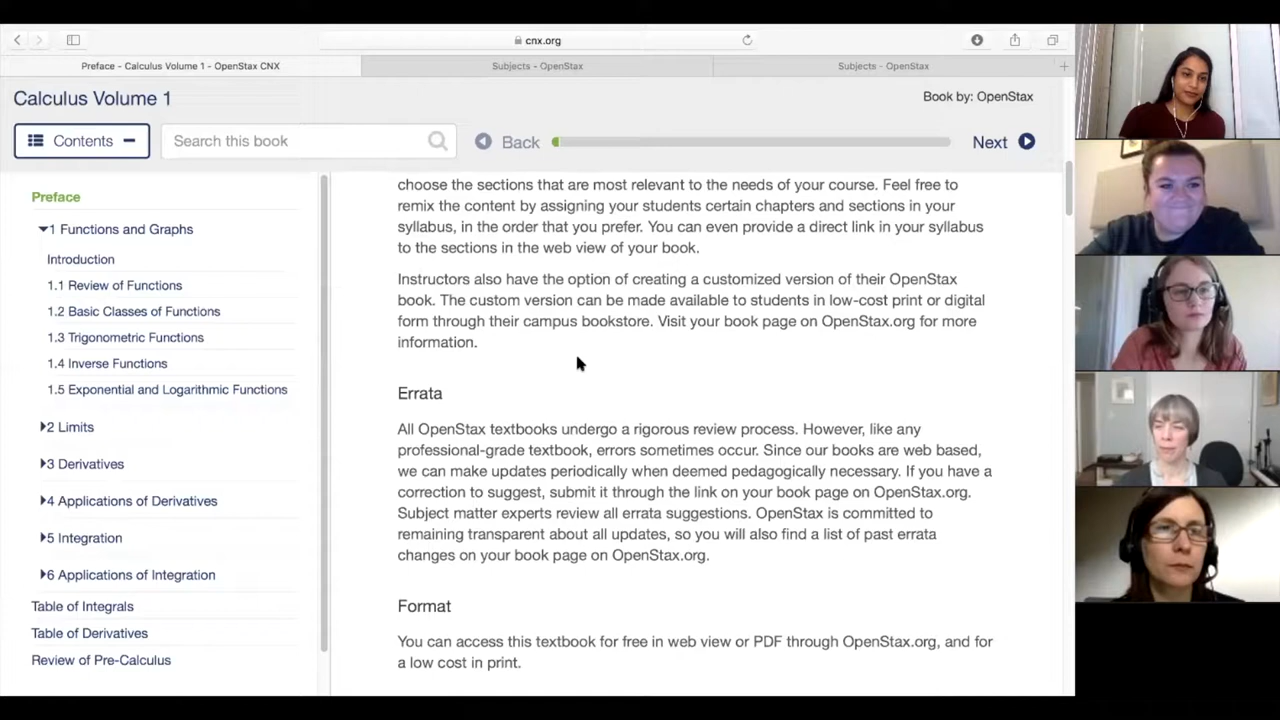 cnx.org
Preface - Calculus Volume 1 - OpenStax CNX
Subjects - OpenStax
Subjects - OpenStax
Calculus Volume 1
Book by: OpenStax
Contents
Search this book
Back
Next
Preface
1 Functions and Graphs
Introduction
1.1 Review of Functions
1.2 Basic Classes of Functions
1.3 Trigonometric Functions
1.4 Inverse Functions
1.5 Exponential and Logarithmic Functions
2 Limits
3 Derivatives
4 Applications of Derivatives
5 Integration
6 Applications of Integration
Table of Integrals
Table of Derivatives
Review of Pre-Calculus
choose the sections that are most relevant to the needs of your course. Feel free to
remix the content by assigning your students certain chapters and sections in your
syllabus, in the order that you prefer. You can even provide a direct link in your syllabus
to the sections in the web view of your book.
Instructors also have the option of creating a customized version of their OpenStax
book. The custom version can be made available to students in low-cost print or digital
form through their campus bookstore. Visit your book page on OpenStax.org for more
information.
Errata
All OpenStax textbooks undergo a rigorous review process. However, like any
professional-grade textbook, errors sometimes occur. Since our books are web based,
we can make updates periodically when deemed pedagogically necessary. If you have a
correction to suggest, submit it through the link on your book page on OpenStax.org.
Subject matter experts review all errata suggestions. OpenStax is committed to
remaining transparent about all updates, so you will also find a list of past errata
changes on your book page on OpenStax.org.
Format
You can access this textbook for free in web view or PDF through OpenStax.org, and for
a low cost in print.